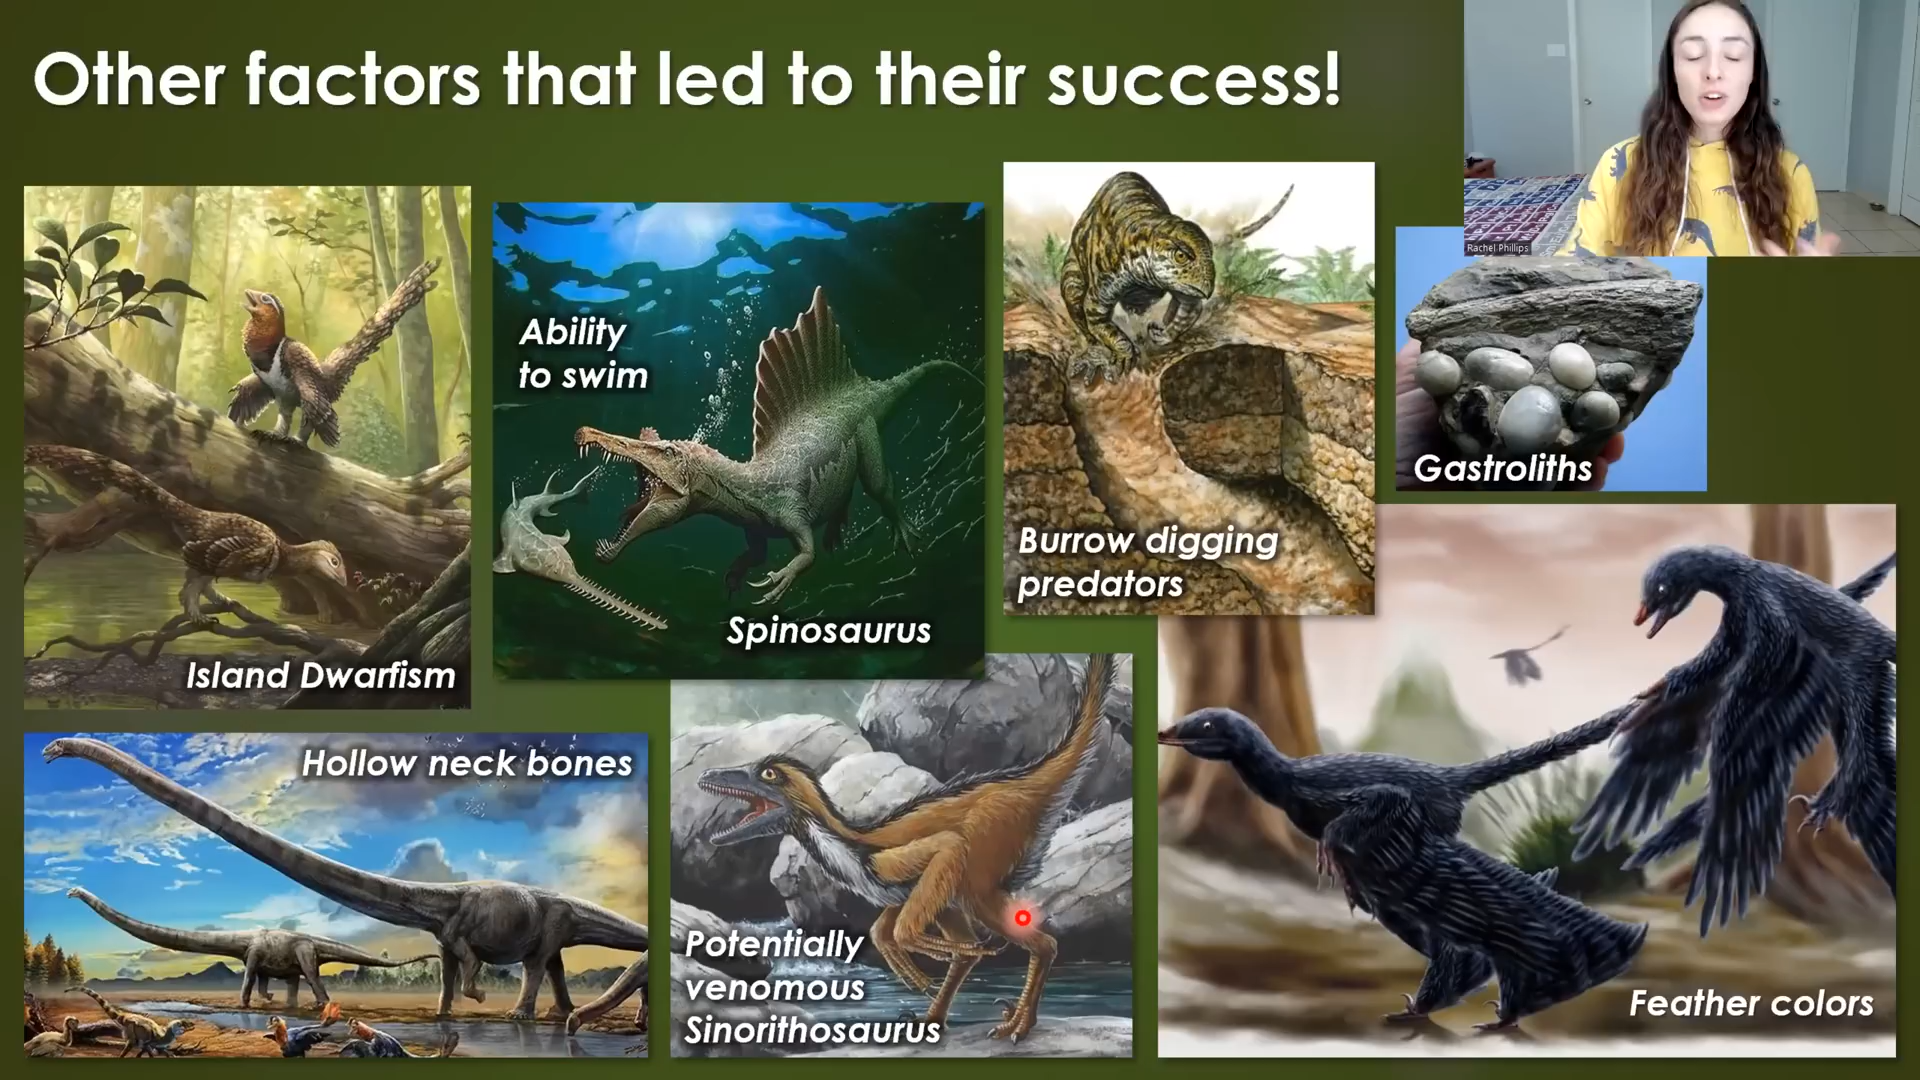 Other factors that led to their success!
Rachel Phillips
Ability
to swim
Spinosaurus
Burrow digging
predators
Gastroliths
Island Dwarfism
Hollow neck bones
Potentially
venomous
Sinorithosaurus
Feather colors